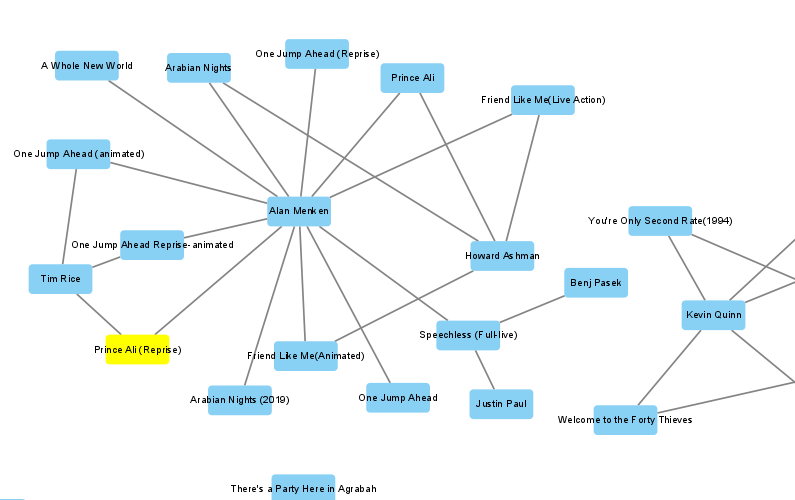 One Jump Ahead (Reprise)
A Whole New World
Arabian Nights
Prince Ali
Friend Like Me(Live Action)
One Jump Ahead (animated)
Alan Menken
You're Only Second Rate(1994)
One Jump Ahead Reprise-animated
Howard Ashman
Tim Rice
Benj Pasek
Kevin Quinn
Speechless (Full-live)
Prince Ali (Reprise)
Friend Like Me(Animated)
Arabian Nights (2019)
One Jump Ahead
Justin Paul
Welcome to the Forty Thieves
There's a Party Here in Agrabah